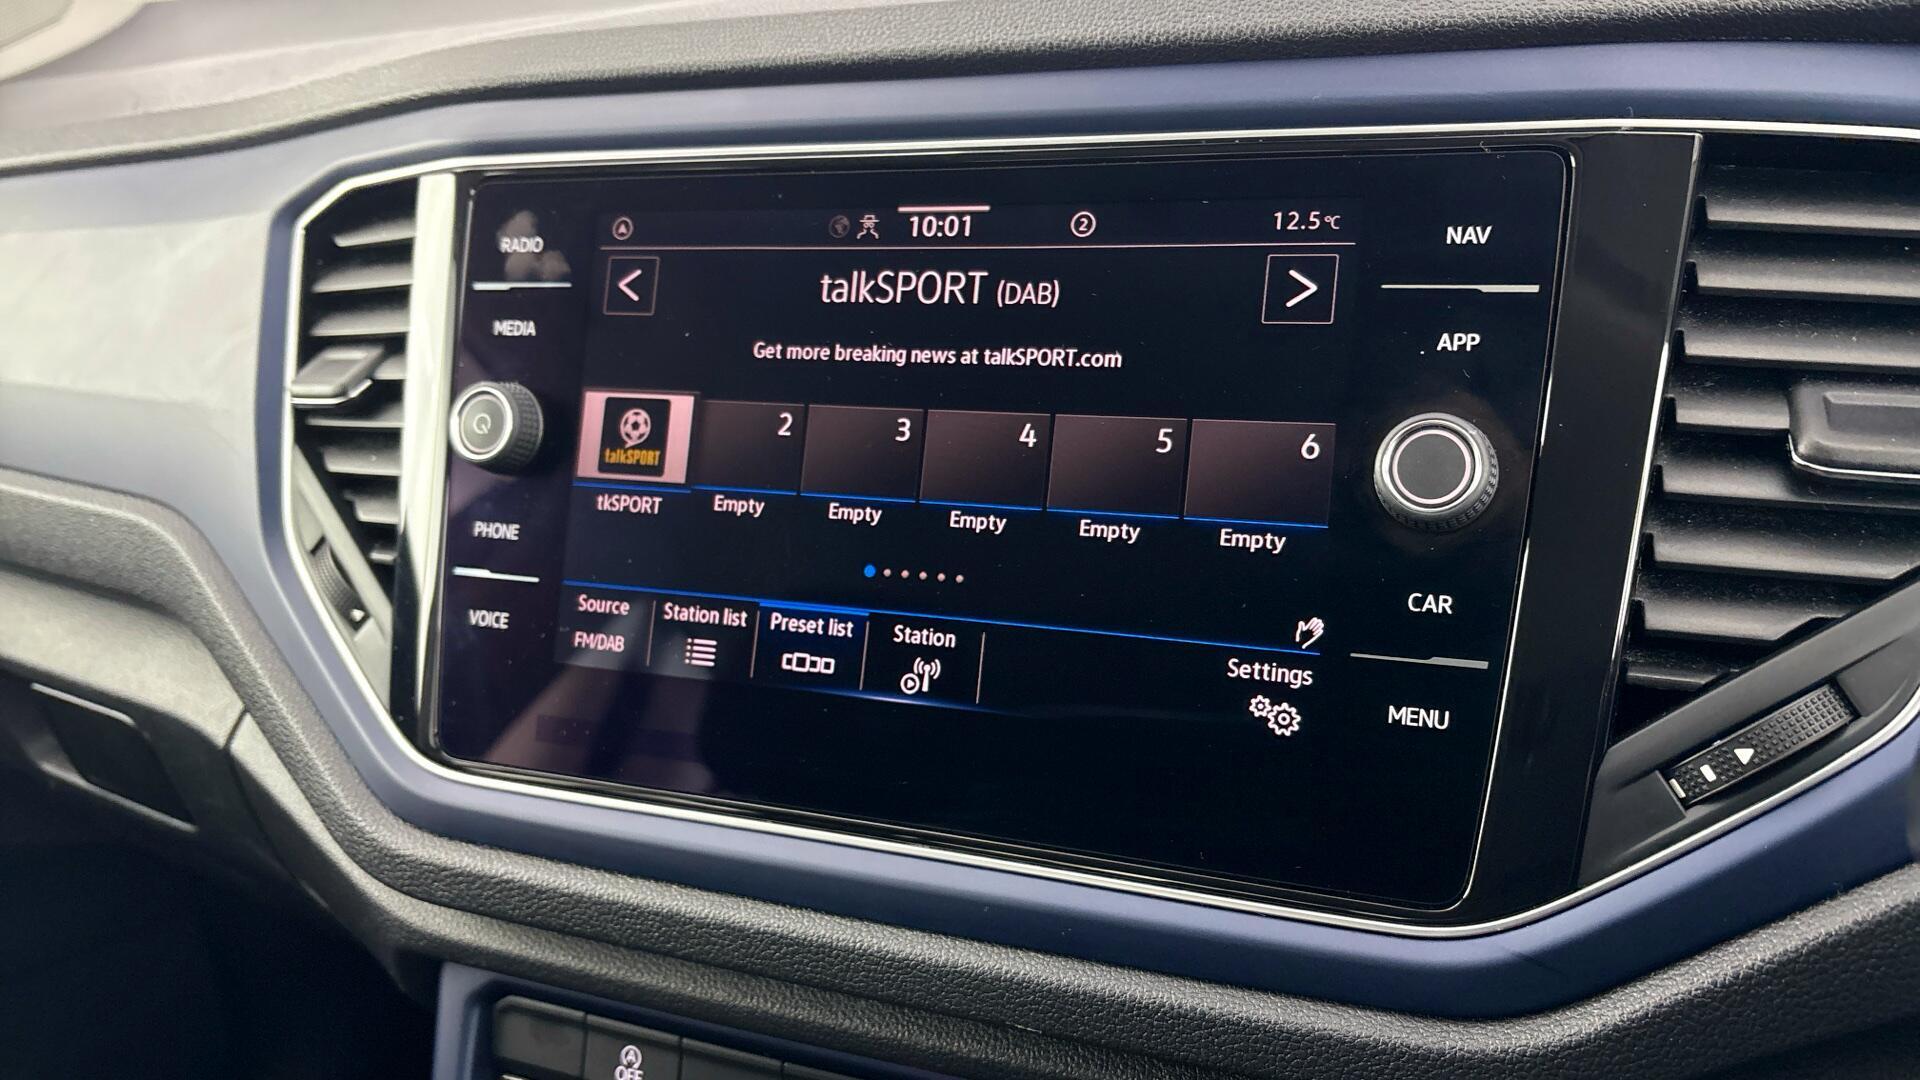 RADIO
MEDIA
PHONE
VOICE
10:01
2
12.5°C
talkSPORT (DAB)
Get more breaking news at talkSPORT.com
talkSPORT
2
3
4
5
6
tkSPORT
Empty
Empty
Empty
Empty
Empty
Source
FM/DAB
Station list
Preset list
Station
Settings
NAV
APP
CAR
MENU
A
OFF